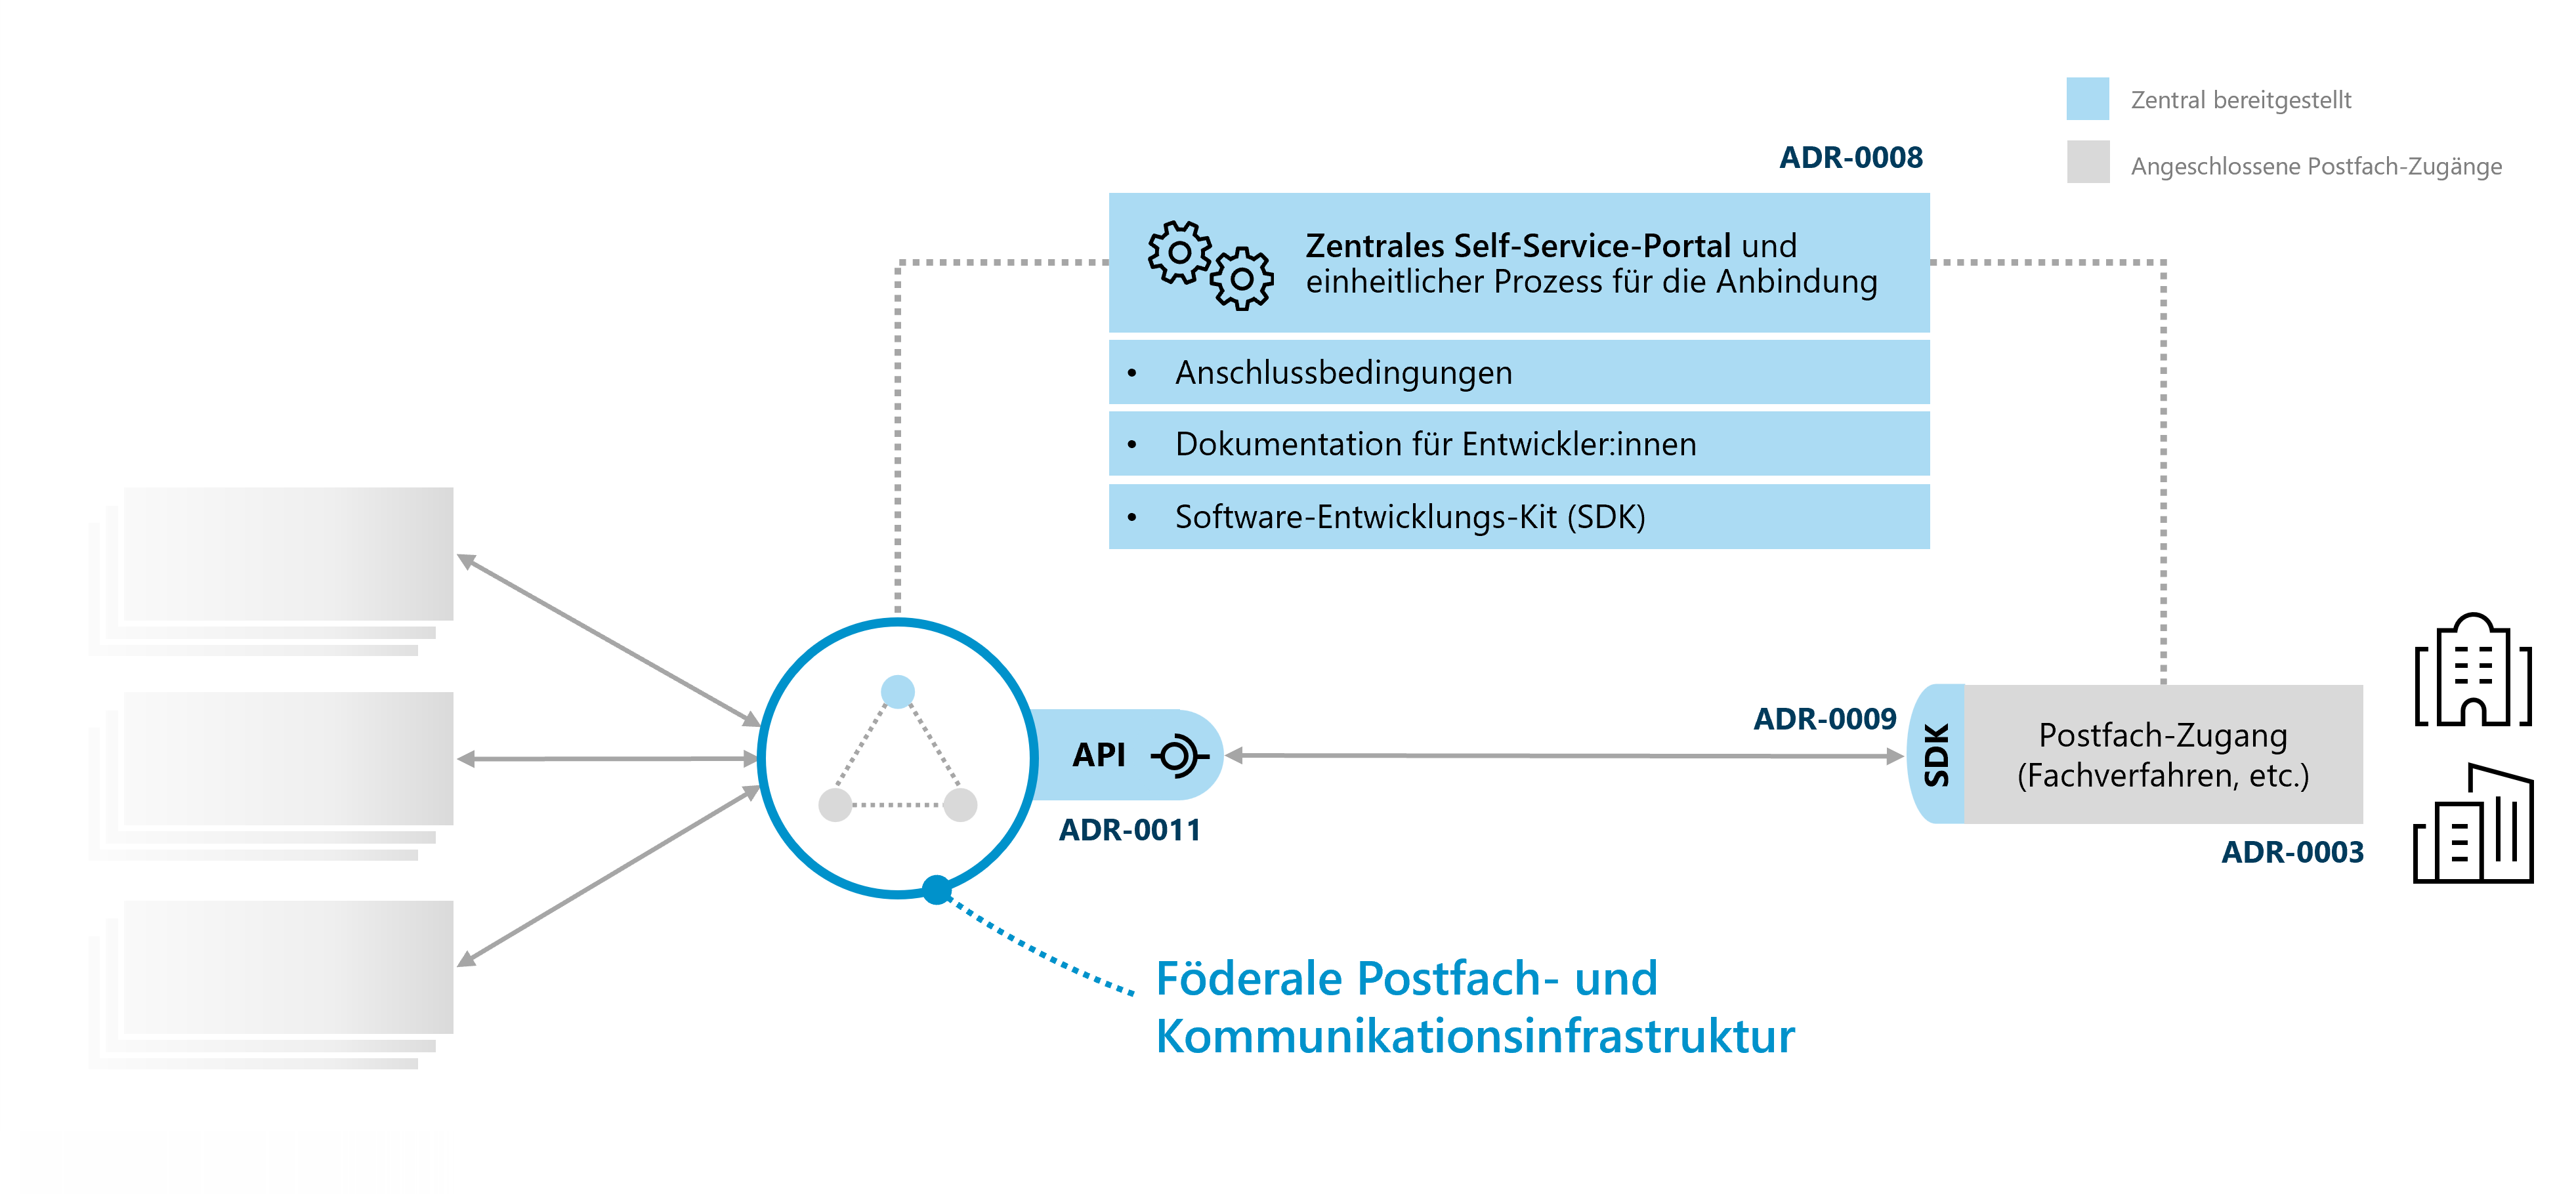 Zentral bereitgestellt
Angeschlossene Postfach-Zugänge
ADR-0008
Zentrales Self-Service-Portal und
einheitlicher Prozess für die Anbindung
• Anschlussbedingungen
• Dokumentation für Entwickler:innen
• Software-Entwicklungs-Kit (SDK)
API
ADR-0011
ADR-0009
SDK
Postfach-Zugang
(Fachverfahren, etc.)
ADR-0003
Föderale Postfach- und
Kommunikationsinfrastruktur